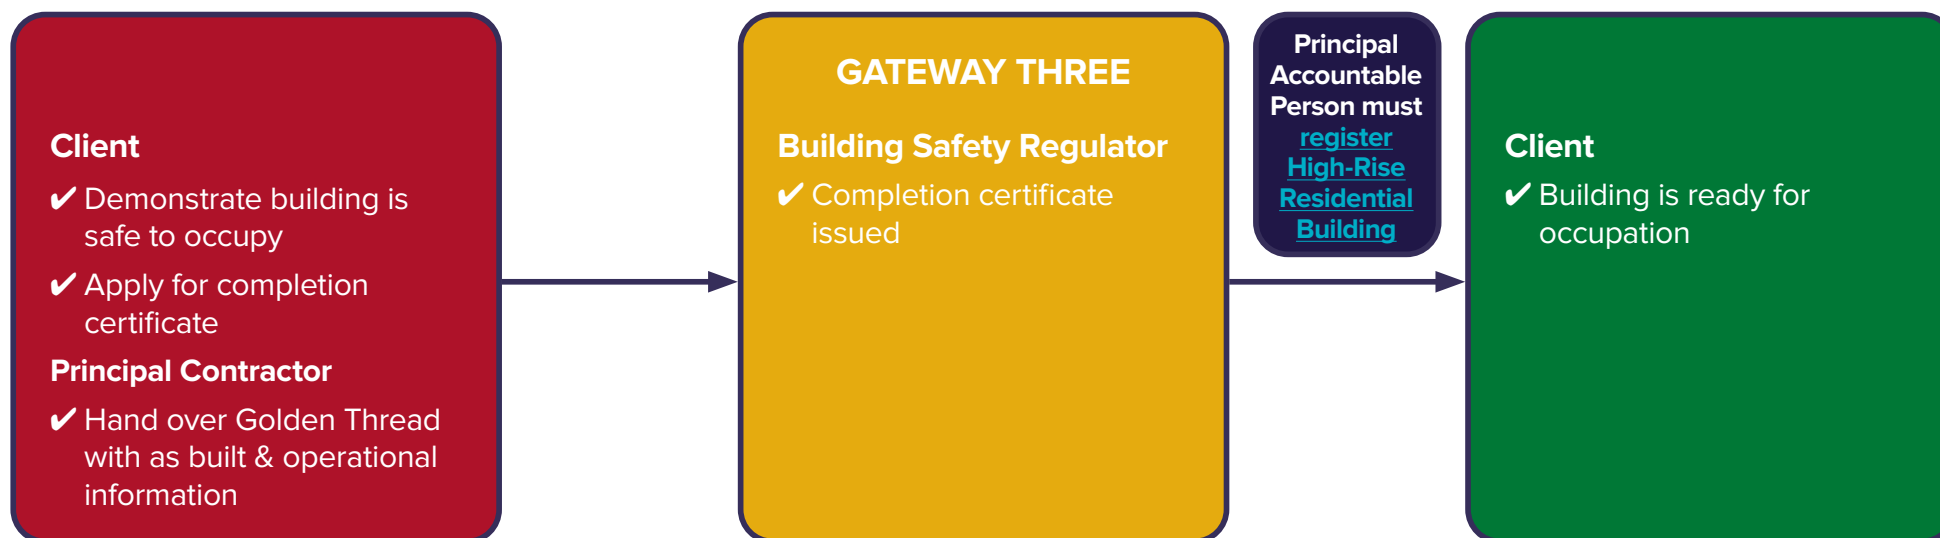 Client
✔ Demonstrate building is
safe to occupy
✔ Apply for completion
certificate
Principal Contractor
✔ Hand over Golden Thread
with as built & operational
information
GATEWAY THREE
Building Safety Regulator
✔ Completion certificate
issued
Principal
Accountable
Person must
register
High-Rise
Residential
Building
Client
✔ Building is ready for
occupation